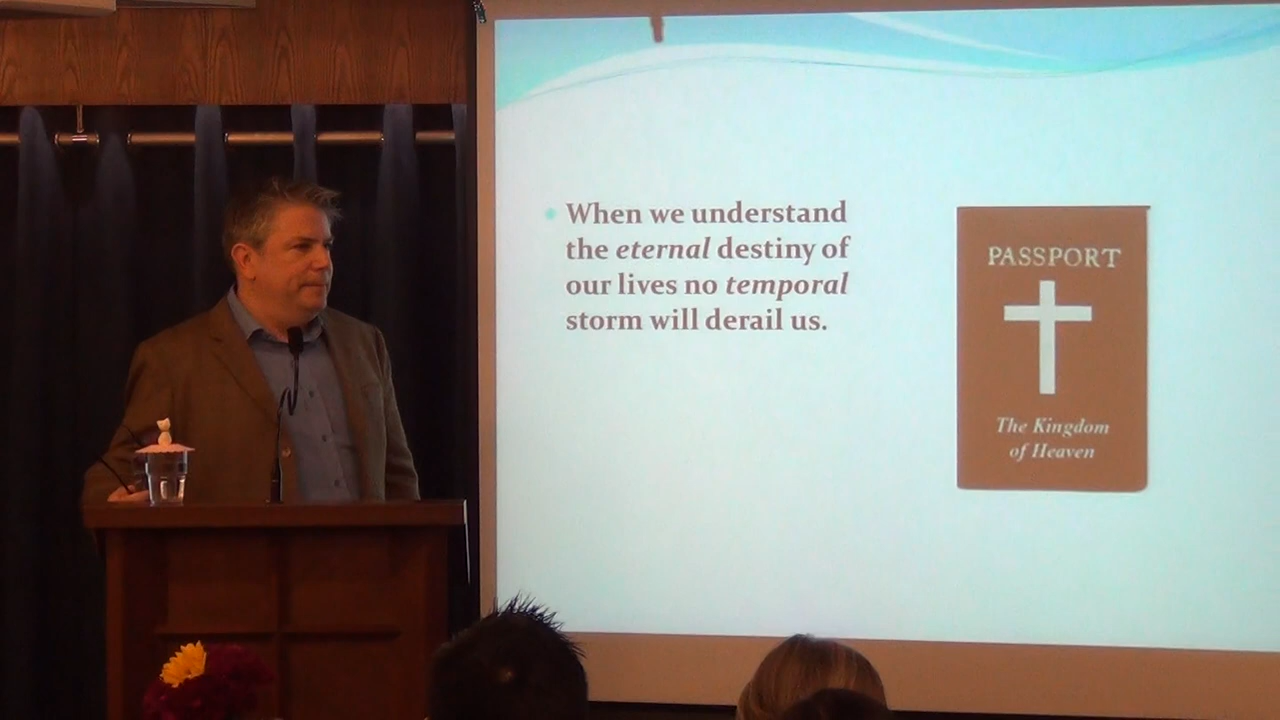 When we understand
the eternal destiny of
our lives no temporal
storm will derail us.
PASSPORT
The Kingdom
of Heaven